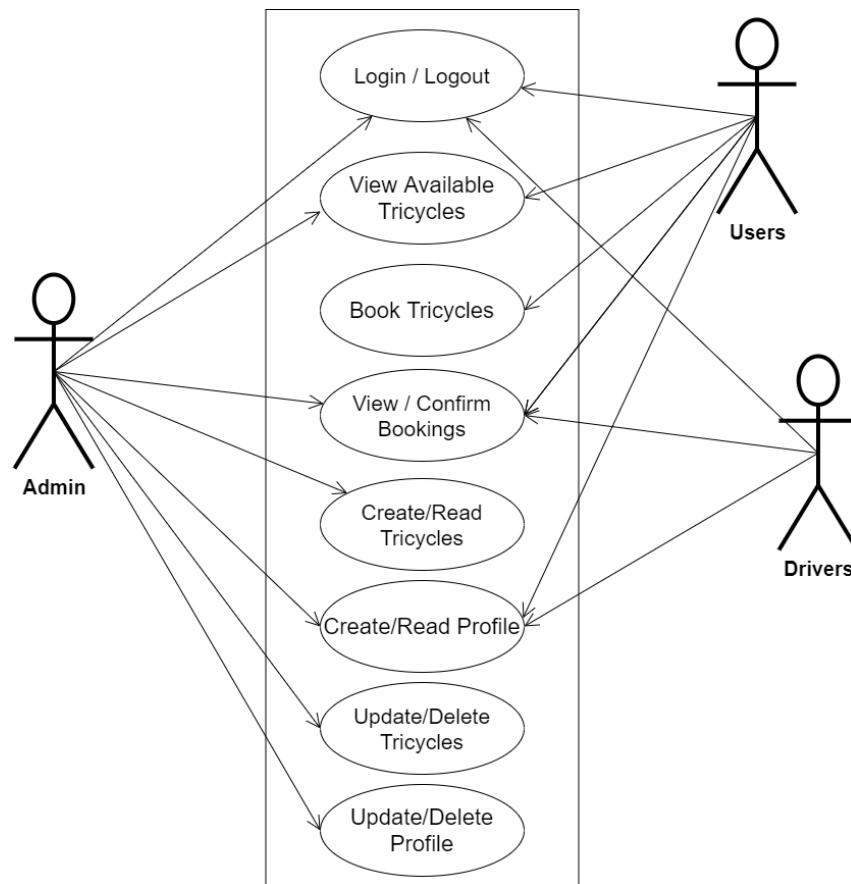 Login / Logout
View Available
Tricycles
Users
Book Tricycles
View / Confirm
Bookings
Admin
Create/Read
Tricycles
Drivers
Create/Read Profile
Update/Delete
Tricycles
Update/Delete
Profile